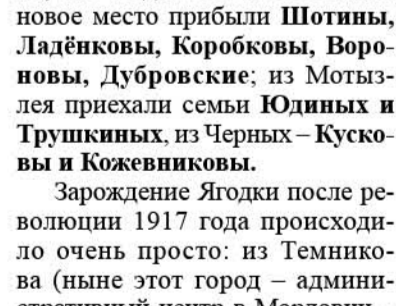 новое место прибыли Шотины,
Ладёнковы, Коробковы, Воро-
новы, Дубровские; из Мотыз-
лея приехали семьи Юдиных и
Трушкиных, из Черных – Куско-
вы и Кожевниковы.
Зарождение Ягодки после ре-
волюции 1917 года происходи-
ло очень просто: из Темнико-
ва (ныне этот город – админи-